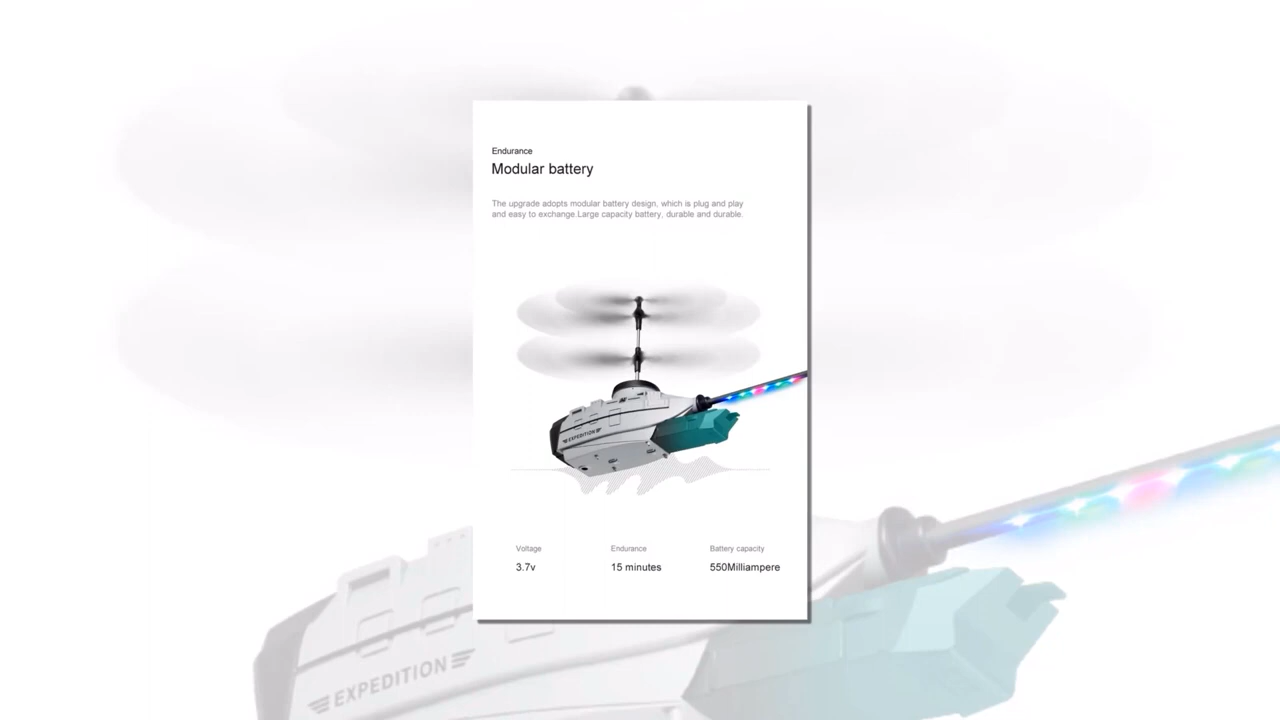 Endurance
Modular battery
The upgrade adopts modular battery design, which is plug and play
and easy to exchange.Large capacity battery, durable and durable.
EXPEDITION
Voltage
Endurance
Battery capacity
3.7v
15 minutes
550Milliampere
EXPEDITION